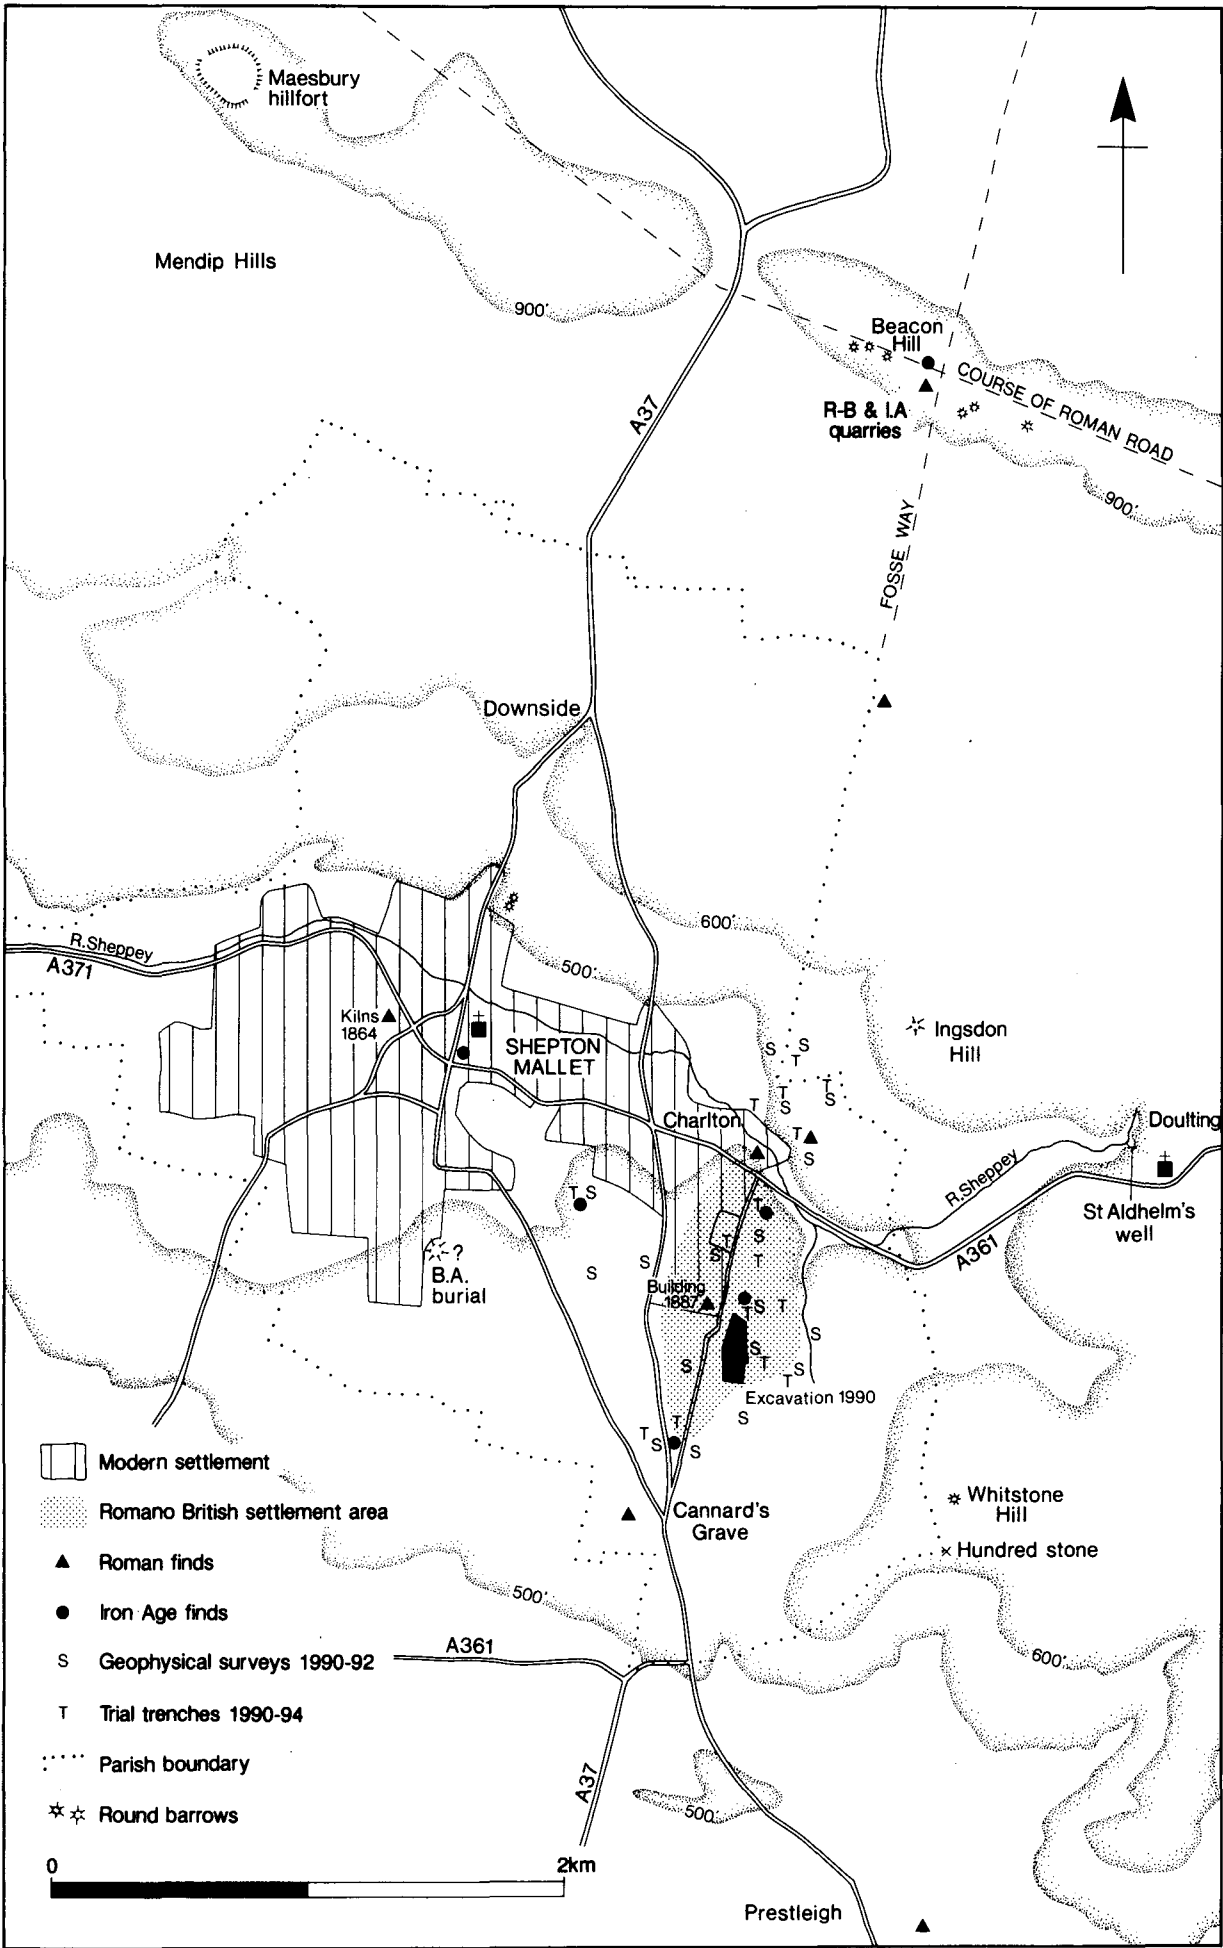 Maesbury
hillfort
Mendip Hills
900'
Beacon
Hill
COURSE OF ROMAN ROAD
R-B & I.A
quarries
A37
900'
FOSSE WAY
Downside
600'
R.Sheppey
A371
500'
Kilns
1864
SHEPTON
MALLET
Ingsdon
Hill
S
S
T
T
S
T
S
T
Charlton
T
S
Doulting
R.Sheppey
St Aldhelm's
well
A361
T S
T
S
T
S
T
S
S
?
B.A.
burial
Building
1887
T S T
S
S
T
S
S
T
Excavation 1990
S
T
T
S
S
Modern settlement
Romano British settlement area
Roman finds
Iron Age finds
S Geophysical surveys 1990-92
T Trial trenches 1990-94
Parish boundary
Round barrows
Cannard's
Grave
Whitstone
Hill
Hundred stone
500'
A361
600'
A37
500'
0 2km
Prestleigh